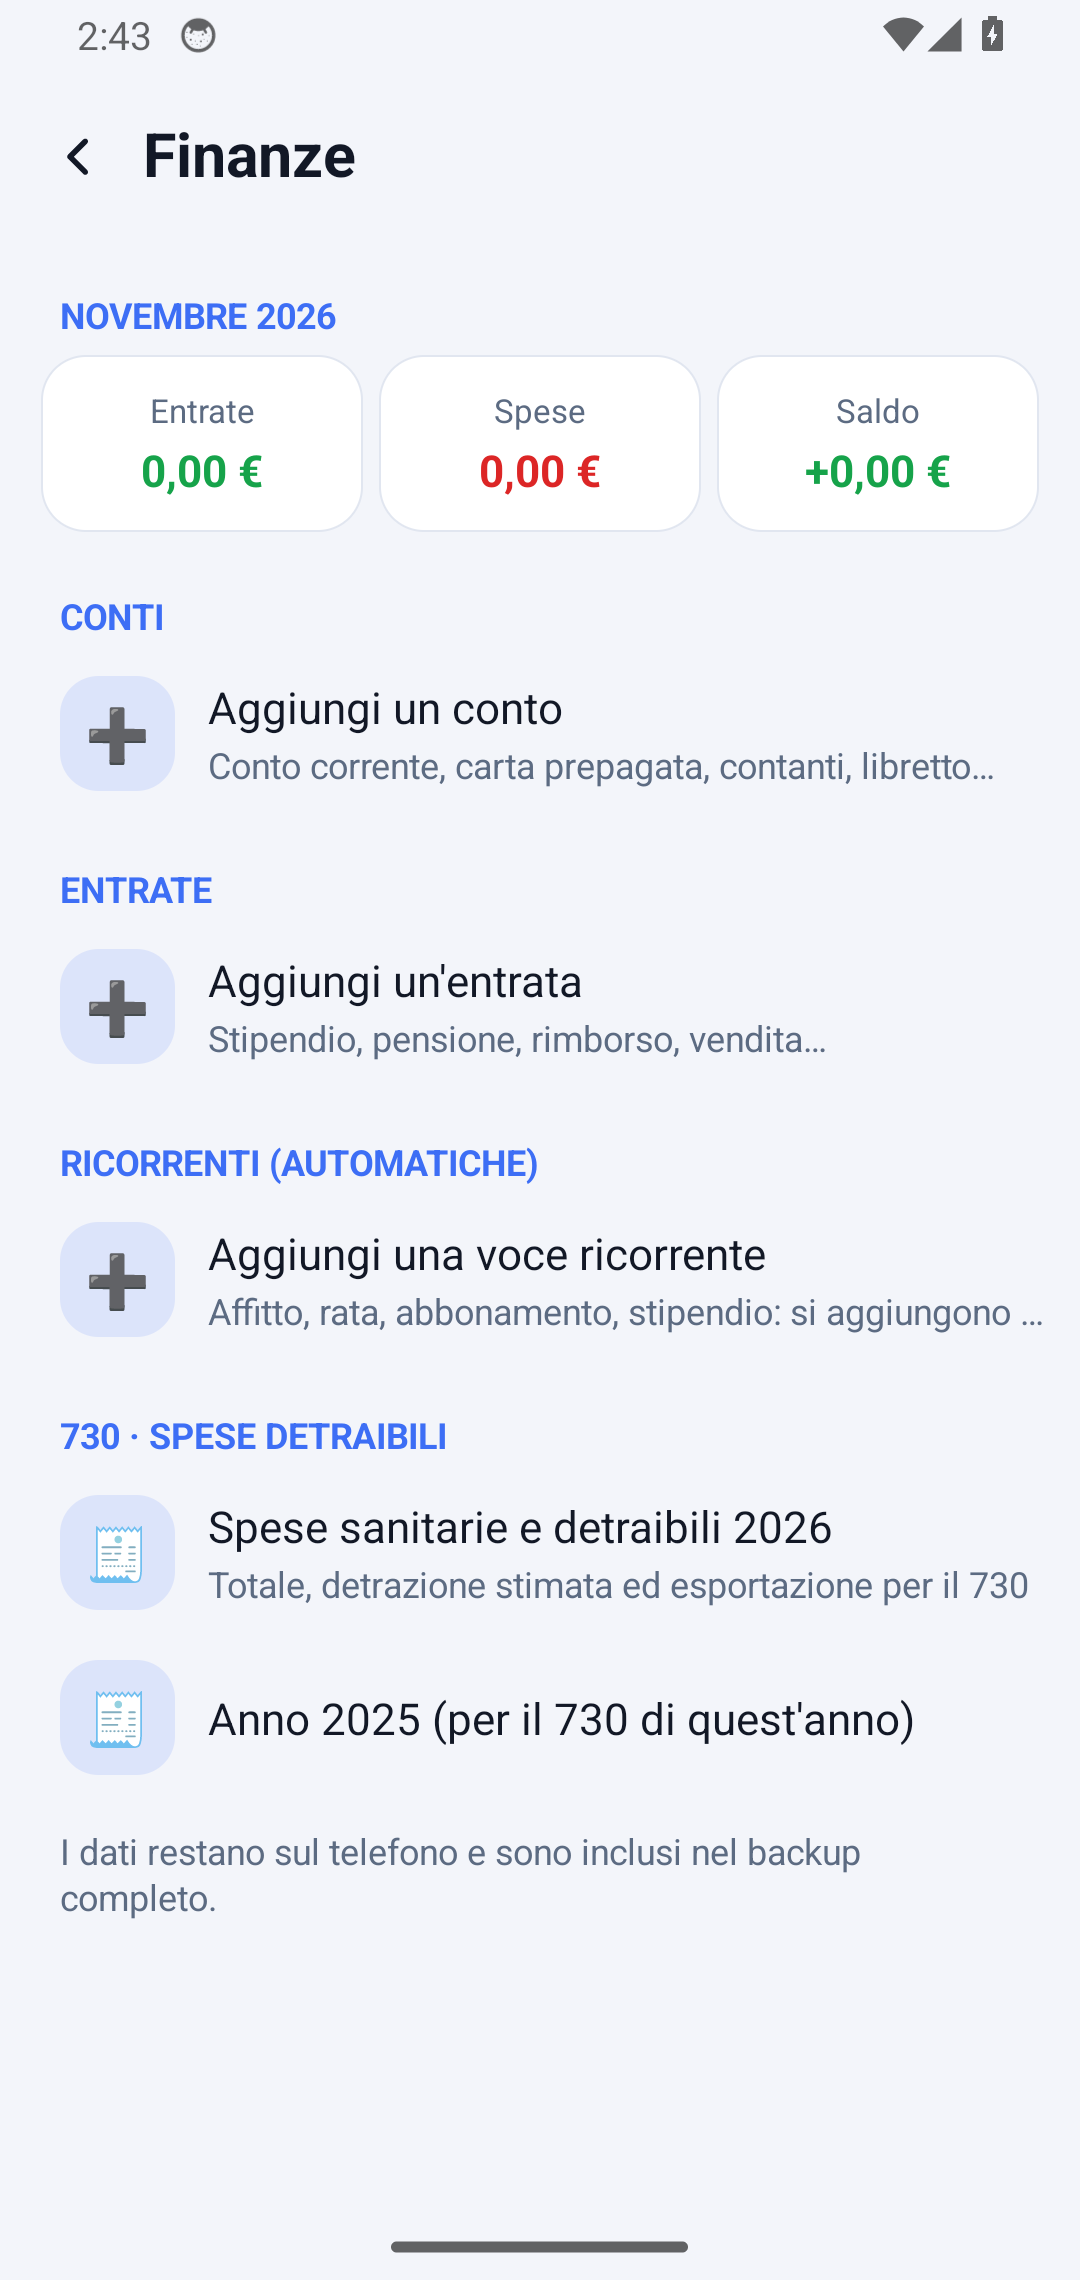 2:43
Finanze
NOVEMBRE 2026
Entrate
0,00 €
Spese
0,00 €
Saldo
+0,00 €
CONTI
Aggiungi un conto
Conto corrente, carta prepagata, contanti, libretto…
ENTRATE
Aggiungi un'entrata
Stipendio, pensione, rimborso, vendita…
RICORRENTI (AUTOMATICHE)
Aggiungi una voce ricorrente
Affitto, rata, abbonamento, stipendio: si aggiungono …
730 · SPESE DETRAIBILI
Spese sanitarie e detraibili 2026
Totale, detrazione stimata ed esportazione per il 730
Anno 2025 (per il 730 di quest'anno)
I dati restano sul telefono e sono inclusi nel backup
completo.